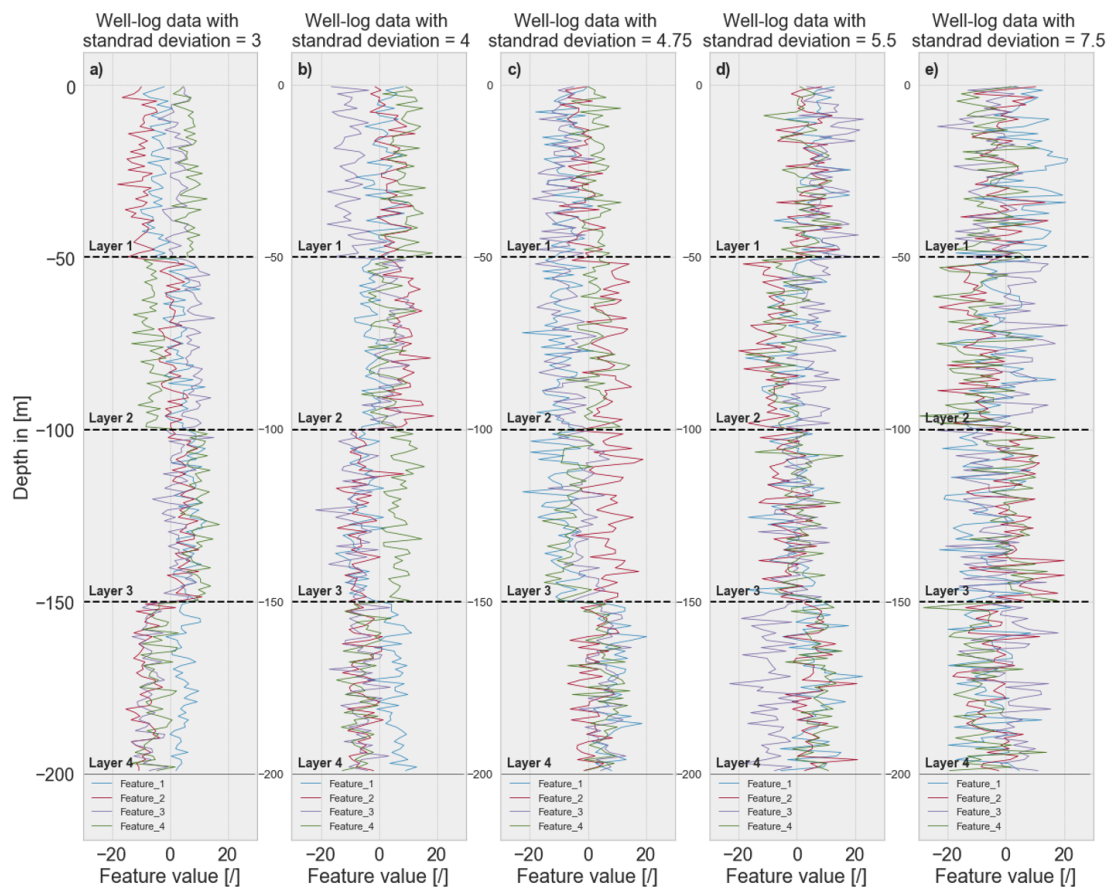 Well-log data with
standrad deviation = 3
Well-log data with
standrad deviation = 4
Well-log data with
standrad deviation = 4.75
Well-log data with
standrad deviation = 5.5
Well-log data with
standrad deviation = 7.5
a)
b)
c)
d)
e)
0
0
0
0
0
Layer 1
Layer 1
Layer 1
Layer 1
Layer 1
−50
−50
−50
−50
−50
Layer 2
Layer 2
Layer 2
Layer 2
Layer 2
−100
−100
−100
−100
−100
Depth in [m]
Layer 3
Layer 3
Layer 3
Layer 3
Layer 3
−150
−150
−150
−150
−150
Layer 4
Layer 4
Layer 4
Layer 4
Layer 4
−200
−200
−200
−200
−200
Feature_1
Feature_2
Feature_3
Feature_4
Feature_1
Feature_2
Feature_3
Feature_4
Feature_1
Feature_2
Feature_3
Feature_4
Feature_1
Feature_2
Feature_3
Feature_4
Feature_1
Feature_2
Feature_3
Feature_4
−20 0 20
−20 0 20
−20 0 20
−20 0 20
−20 0 20
Feature value [/]
Feature value [/]
Feature value [/]
Feature value [/]
Feature value [/]